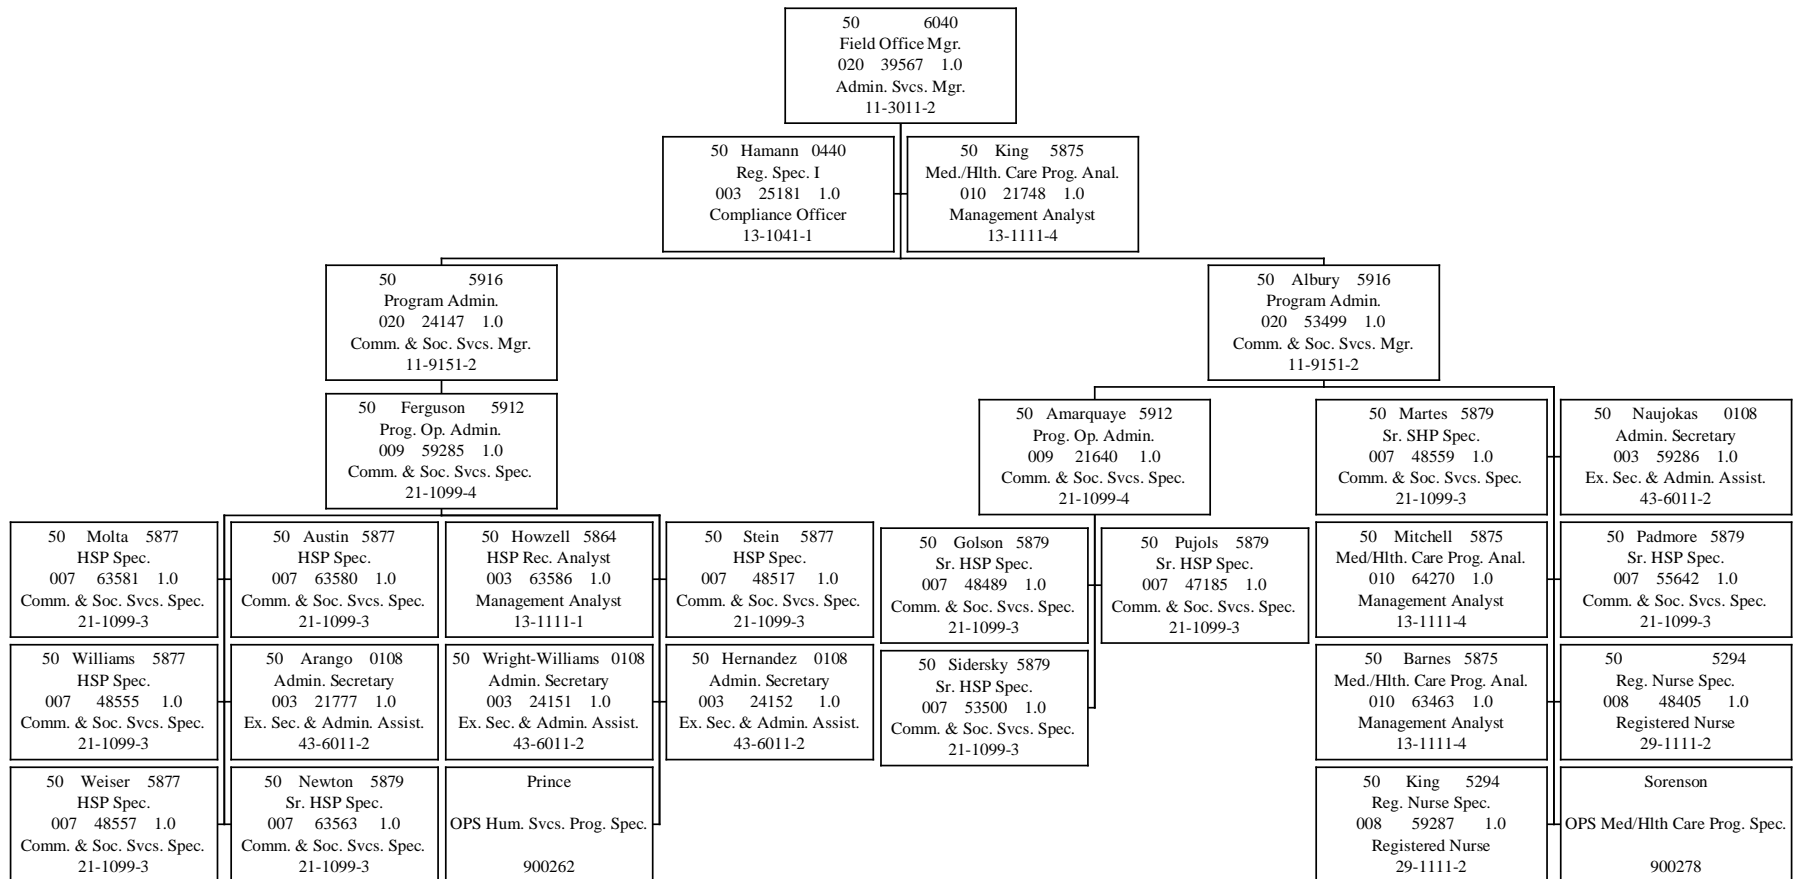 50 6040
Field Office Mgr.
020 39567 1.0
Admin. Svcs. Mgr.
11-3011-2
50 Hamann 0440
Reg. Spec. I
003 25181 1.0
Compliance Officer
13-1041-1
50 King 5875
Med./Hlth. Care Prog. Anal.
010 21748 1.0
Management Analyst
13-1111-4
50 5916
Program Admin.
020 24147 1.0
Comm. & Soc. Svcs. Mgr.
11-9151-2
50 Albury 5916
Program Admin.
020 53499 1.0
Comm. & Soc. Svcs. Mgr.
11-9151-2
50 Ferguson 5912
Prog. Op. Admin.
009 59285 1.0
Comm. & Soc. Svcs. Spec.
21-1099-4
50 Amarquaye 5912
Prog. Op. Admin.
009 21640 1.0
Comm. & Soc. Svcs. Spec.
21-1099-4
50 Martes 5879
Sr. SHP Spec.
007 48559 1.0
Comm. & Soc. Svcs. Spec.
21-1099-3
50 Naujokas 0108
Admin. Secretary
003 59286 1.0
Ex. Sec. & Admin. Assist.
43-6011-2
50 Molta 5877
HSP Spec.
007 63581 1.0
Comm. & Soc. Svcs. Spec.
21-1099-3
50 Austin 5877
HSP Spec.
007 63580 1.0
Comm. & Soc. Svcs. Spec.
21-1099-3
50 Howzell 5864
HSP Rec. Analyst
003 63586 1.0
Management Analyst
13-1111-1
50 Stein 5877
HSP Spec.
007 48517 1.0
Comm. & Soc. Svcs. Spec.
21-1099-3
50 Golson 5879
Sr. HSP Spec.
007 48489 1.0
Comm. & Soc. Svcs. Spec.
21-1099-3
50 Pujols 5879
Sr. HSP Spec.
007 47185 1.0
Comm. & Soc. Svcs. Spec.
21-1099-3
50 Mitchell 5875
Med/Hlth. Care Prog. Anal.
010 64270 1.0
Management Analyst
13-1111-4
50 Padmore 5879
Sr. HSP Spec.
007 55642 1.0
Comm. & Soc. Svcs. Spec.
21-1099-3
50 Williams 5877
HSP Spec.
007 48555 1.0
Comm. & Soc. Svcs. Spec.
21-1099-3
50 Arango 0108
Admin. Secretary
003 21777 1.0
Ex. Sec. & Admin. Assist.
43-6011-2
50 Wright-Williams 0108
Admin. Secretary
003 24151 1.0
Ex. Sec. & Admin. Assist.
43-6011-2
50 Hernandez 0108
Admin. Secretary
003 24152 1.0
Ex. Sec. & Admin. Assist.
43-6011-2
50 Sidersky 5879
Sr. HSP Spec.
007 53500 1.0
Comm. & Soc. Svcs. Spec.
21-1099-3
50 Barnes 5875
Med./Hlth. Care Prog. Anal.
010 63463 1.0
Management Analyst
13-1111-4
50 5294
Reg. Nurse Spec.
008 48405 1.0
Registered Nurse
29-1111-2
50 Weiser 5877
HSP Spec.
007 48557 1.0
Comm. & Soc. Svcs. Spec.
21-1099-3
50 Newton 5879
Sr. HSP Spec.
007 63563 1.0
Comm. & Soc. Svcs. Spec.
21-1099-3
Prince
OPS Hum. Svcs. Prog. Spec.
900262
50 King 5294
Reg. Nurse Spec.
008 59287 1.0
Registered Nurse
29-1111-2
Sorenson
OPS Med/Hlth Care Prog. Spec.
900278